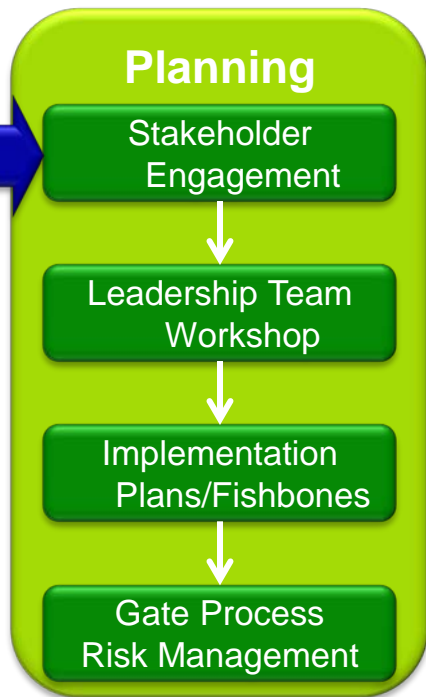 Planning
Stakeholder
Engagement
Leadership Team
Workshop
Implementation
Plans/Fishbones
Gate Process
Risk Management